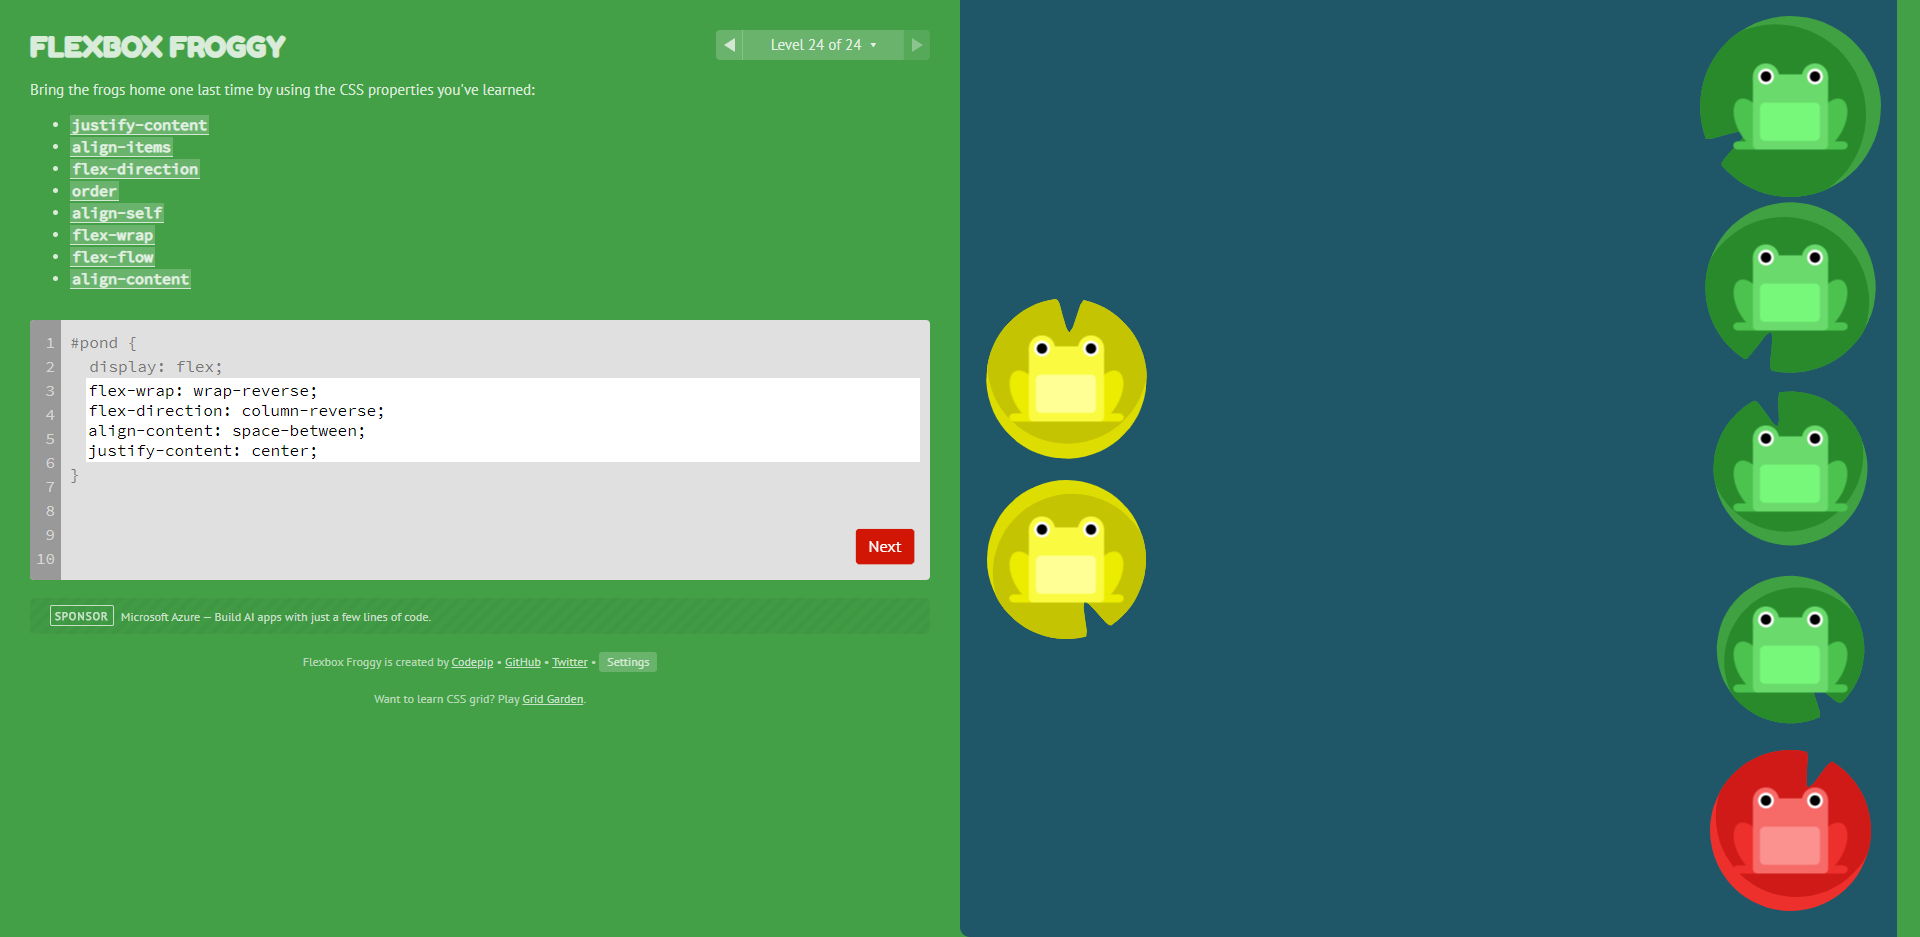 FLEXBOX FROGGY
Level 24 of 24
Bring the frogs home one last time by using the CSS properties you've learned:
justify-content
align-items
flex-direction
order
align-self
flex-wrap
flex-flow
align-content
1 #pond {
2 display: flex;
3 flex-wrap: wrap-reverse;
4 flex-direction: column-reverse;
5 align-content: space-between;
6 justify-content: center;
7 }
8
9
10
Next
SPONSOR Microsoft Azure — Build AI apps with just a few lines of code.
Flexbox Froggy is created by Codepip • GitHub • Twitter • Settings
Want to learn CSS grid? Play Grid Garden.